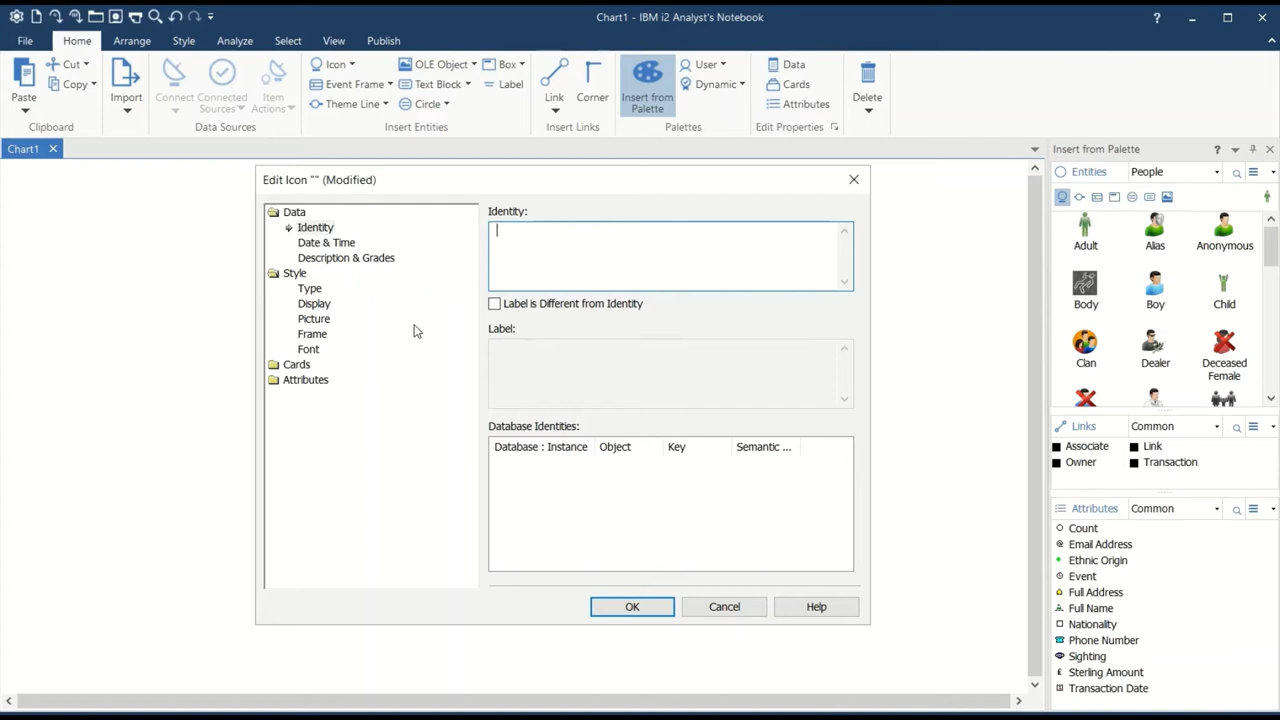 Chart1 - IBM i2 Analyst's Notebook
?
File Home Arrange Style Analyze Select View Publish
Paste
Cut
Copy
Clipboard
Import
Connect
Connected Sources
Item Actions
Data Sources
Icon
Event Frame
Theme Line
OLE Object
Text Block
Circle
Box
Label
Insert Entities
Link
Corner
Insert Links
Insert from Palette
User
Dynamic
Palettes
Data
Cards
Attributes
Edit Properties
Delete
Chart1
Edit Icon "" (Modified)
Data
Identity
Date & Time
Description & Grades
Style
Type
Display
Picture
Frame
Font
Cards
Attributes
Identity:
Label is Different from Identity
Label:
Database Identities:
Database : Instance Object Key Semantic ...
OK Cancel Help
Insert from Palette ?
Entities People
Adult Alias Anonymous
Body Boy Child
Clan Dealer Deceased
Female
Links Common
Associate Link
Owner Transaction
Attributes Common
Count
Email Address
Ethnic Origin
Event
Full Address
Full Name
Nationality
Phone Number
Sighting
Sterling Amount
Transaction Date